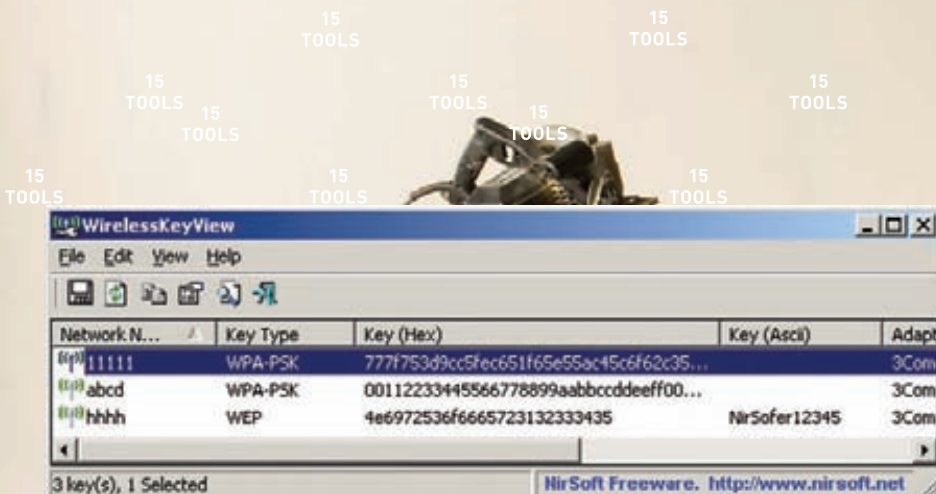 15
TOOLS
15
TOOLS
15
TOOLS
15
TOOLS
15
TOOLS
15
TOOLS
15
TOOLS
15
TOOLS
15
TOOLS
15
TOOLS
WirelessKeyView
File Edit View Help
Network N... Key Type Key (Hex) Key (Ascii) Adapt
11111 WPA-PSK 777f753d9cc5fec651f65e55ac45c6f62c35... 3Com
abcd WPA-PSK 00112233445566778899aabbccddeeff00... 3Com
hhhh WEP 4e6972536f6665723132333435 NirSofer12345 3Com
3 key(s), 1 Selected NirSoft Freeware. http://www.nirsoft.net